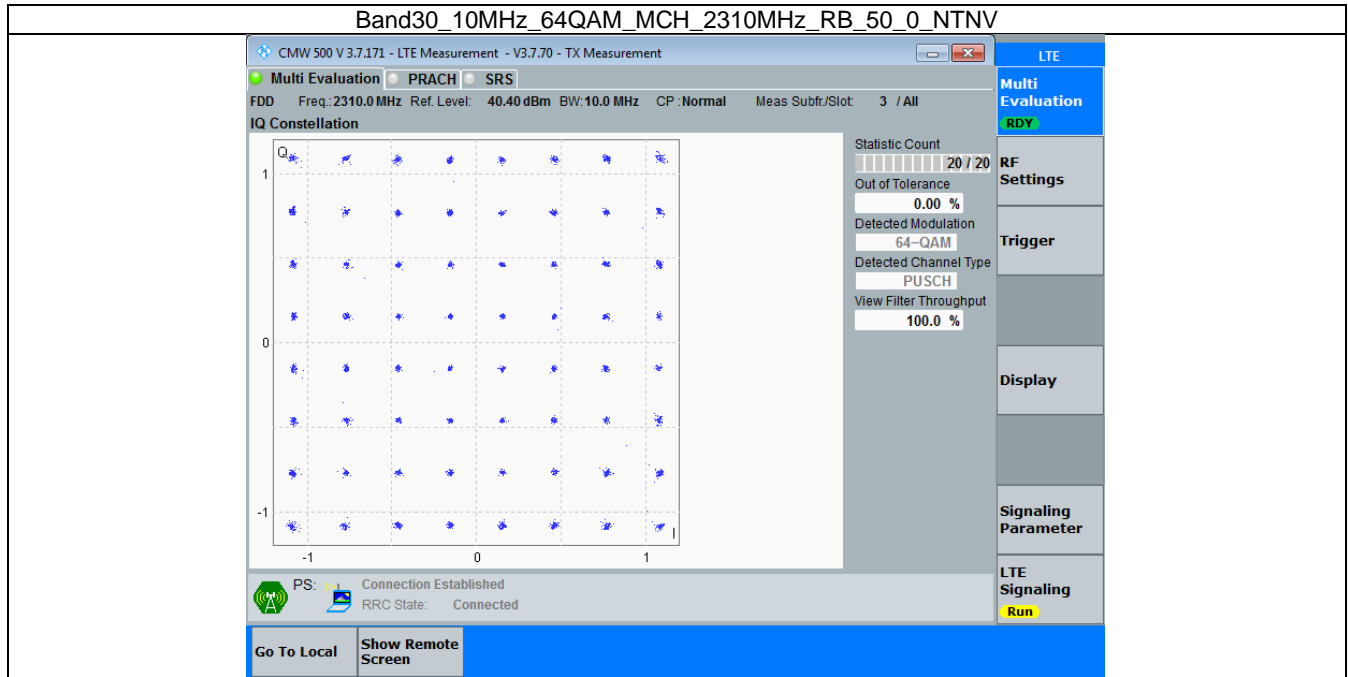 Band30_10MHz_64QAM_MCH_2310MHz_RB_50_0_NTNV
CMW 500 V 3.7.171 - LTE Measurement - V3.7.70 - TX Measurement
LTE
Multi Evaluation PRACH SRS
FDD Freq.: 2310.0 MHz Ref. Level: 40.40 dBm BW: 10.0 MHz CP : Normal Meas Subfr./Slot: 3 / All
IQ Constellation
Q
1
0
-1
I
-1 0 1
Statistic Count
20 / 20
Out of Tolerance
0.00 %
Detected Modulation
64-QAM
Detected Channel Type
PUSCH
View Filter Throughput
100.0 %
Multi
Evaluation
RDY
RF
Settings
Trigger
Display
Signaling
Parameter
LTE
Signaling
Run
PS: Connection Established
RRC State: Connected
Go To Local
Show Remote
Screen